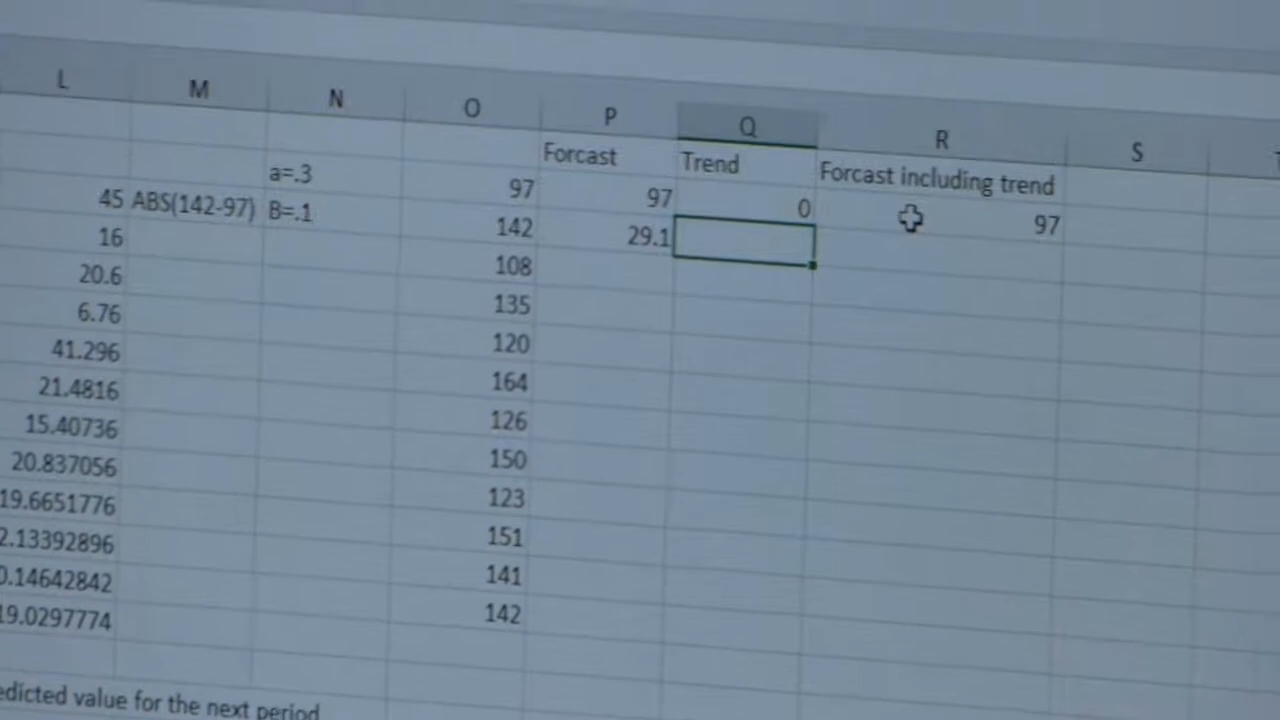 L M N O P Q R S
Forcast Trend Forcast including trend
a=.3 97 97 0 97
45 ABS(142-97) B=.1 142 29.1
16 108
20.6 135
6.76 120
41.296 164
21.4816 126
15.40736 150
20.837056 123
19.6651776 151
2.13392896 141
0.14642842 142
19.0297774
edicted value for the next period